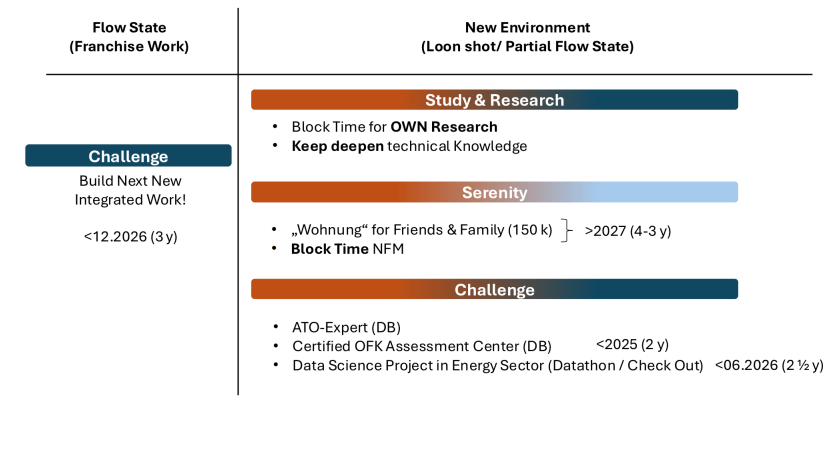 Flow State
(Franchise Work)
New Environment
(Loon shot/ Partial Flow State)
Challenge
Build Next New
Integrated Work!
<12.2026 (3 y)
Study & Research
• Block Time for OWN Research
• Keep deepen technical Knowledge
Serenity
• „Wohnung“ for Friends & Family (150 k) >2027 (4-3 y)
• Block Time NFM
Challenge
• ATO-Expert (DB)
• Certified OFK Assessment Center (DB) <2025 (2 y)
• Data Science Project in Energy Sector (Datathon / Check Out) <06.2026 (2 ½ y)